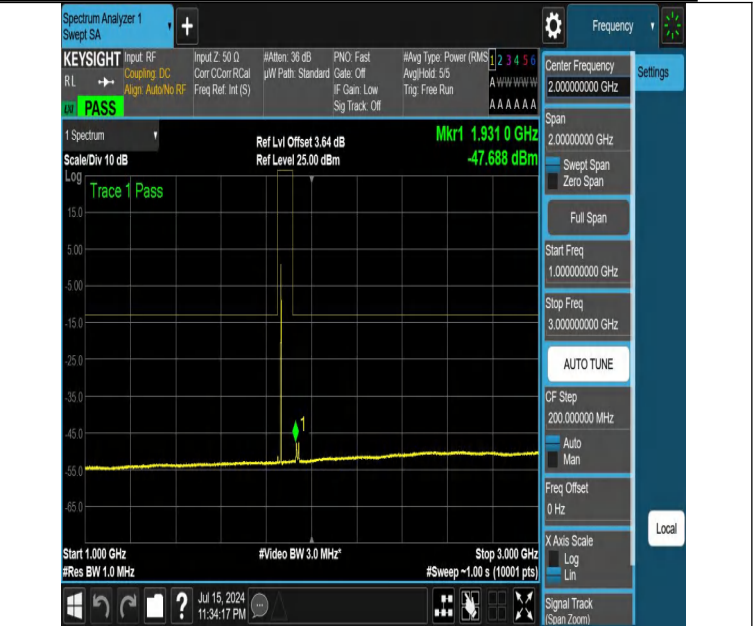 Spectrum Analyzer 1
Swept SA
+
Frequency
KEYSIGHT
RL
PASS
Input: RF
Coupling: DC
Align: Auto/No RF
Input Z: 50 Ω
Corr CCorr RCal
Freq Ref: Int (S)
#Atten: 36 dB
µW Path: Standard
PNO: Fast
Gate: Off
IF Gain: Low
Sig Track: Off
#Avg Type: Power (RMS
Avg|Hold: 5/5
Trig: Free Run
1 2 3 4 5 6
A W W W W W
A A A A A A
1 Spectrum
Scale/Div 10 dB
Ref Lvl Offset 3.64 dB
Ref Level 25.00 dBm
Mkr1 1.931 0 GHz
-47.688 dBm
Log
Trace 1 Pass
15.0
5.00
-5.00
-15.0
-25.0
-35.0
-45.0
-55.0
-65.0
1
Start 1.000 GHz
#Res BW 1.0 MHz
#Video BW 3.0 MHz*
Stop 3.000 GHz
#Sweep ~1.00 s (10001 pts)
Center Frequency
2.000000000 GHz
Settings
Span
2.00000000 GHz
Swept Span
Zero Span
Full Span
Start Freq
1.000000000 GHz
Stop Freq
3.000000000 GHz
AUTO TUNE
CF Step
200.000000 MHz
Auto
Man
Freq Offset
0 Hz
X Axis Scale
Log
Lin
Local
Signal Track
(Span Zoom)
?
Jul 15, 2024
11:34:17 PM